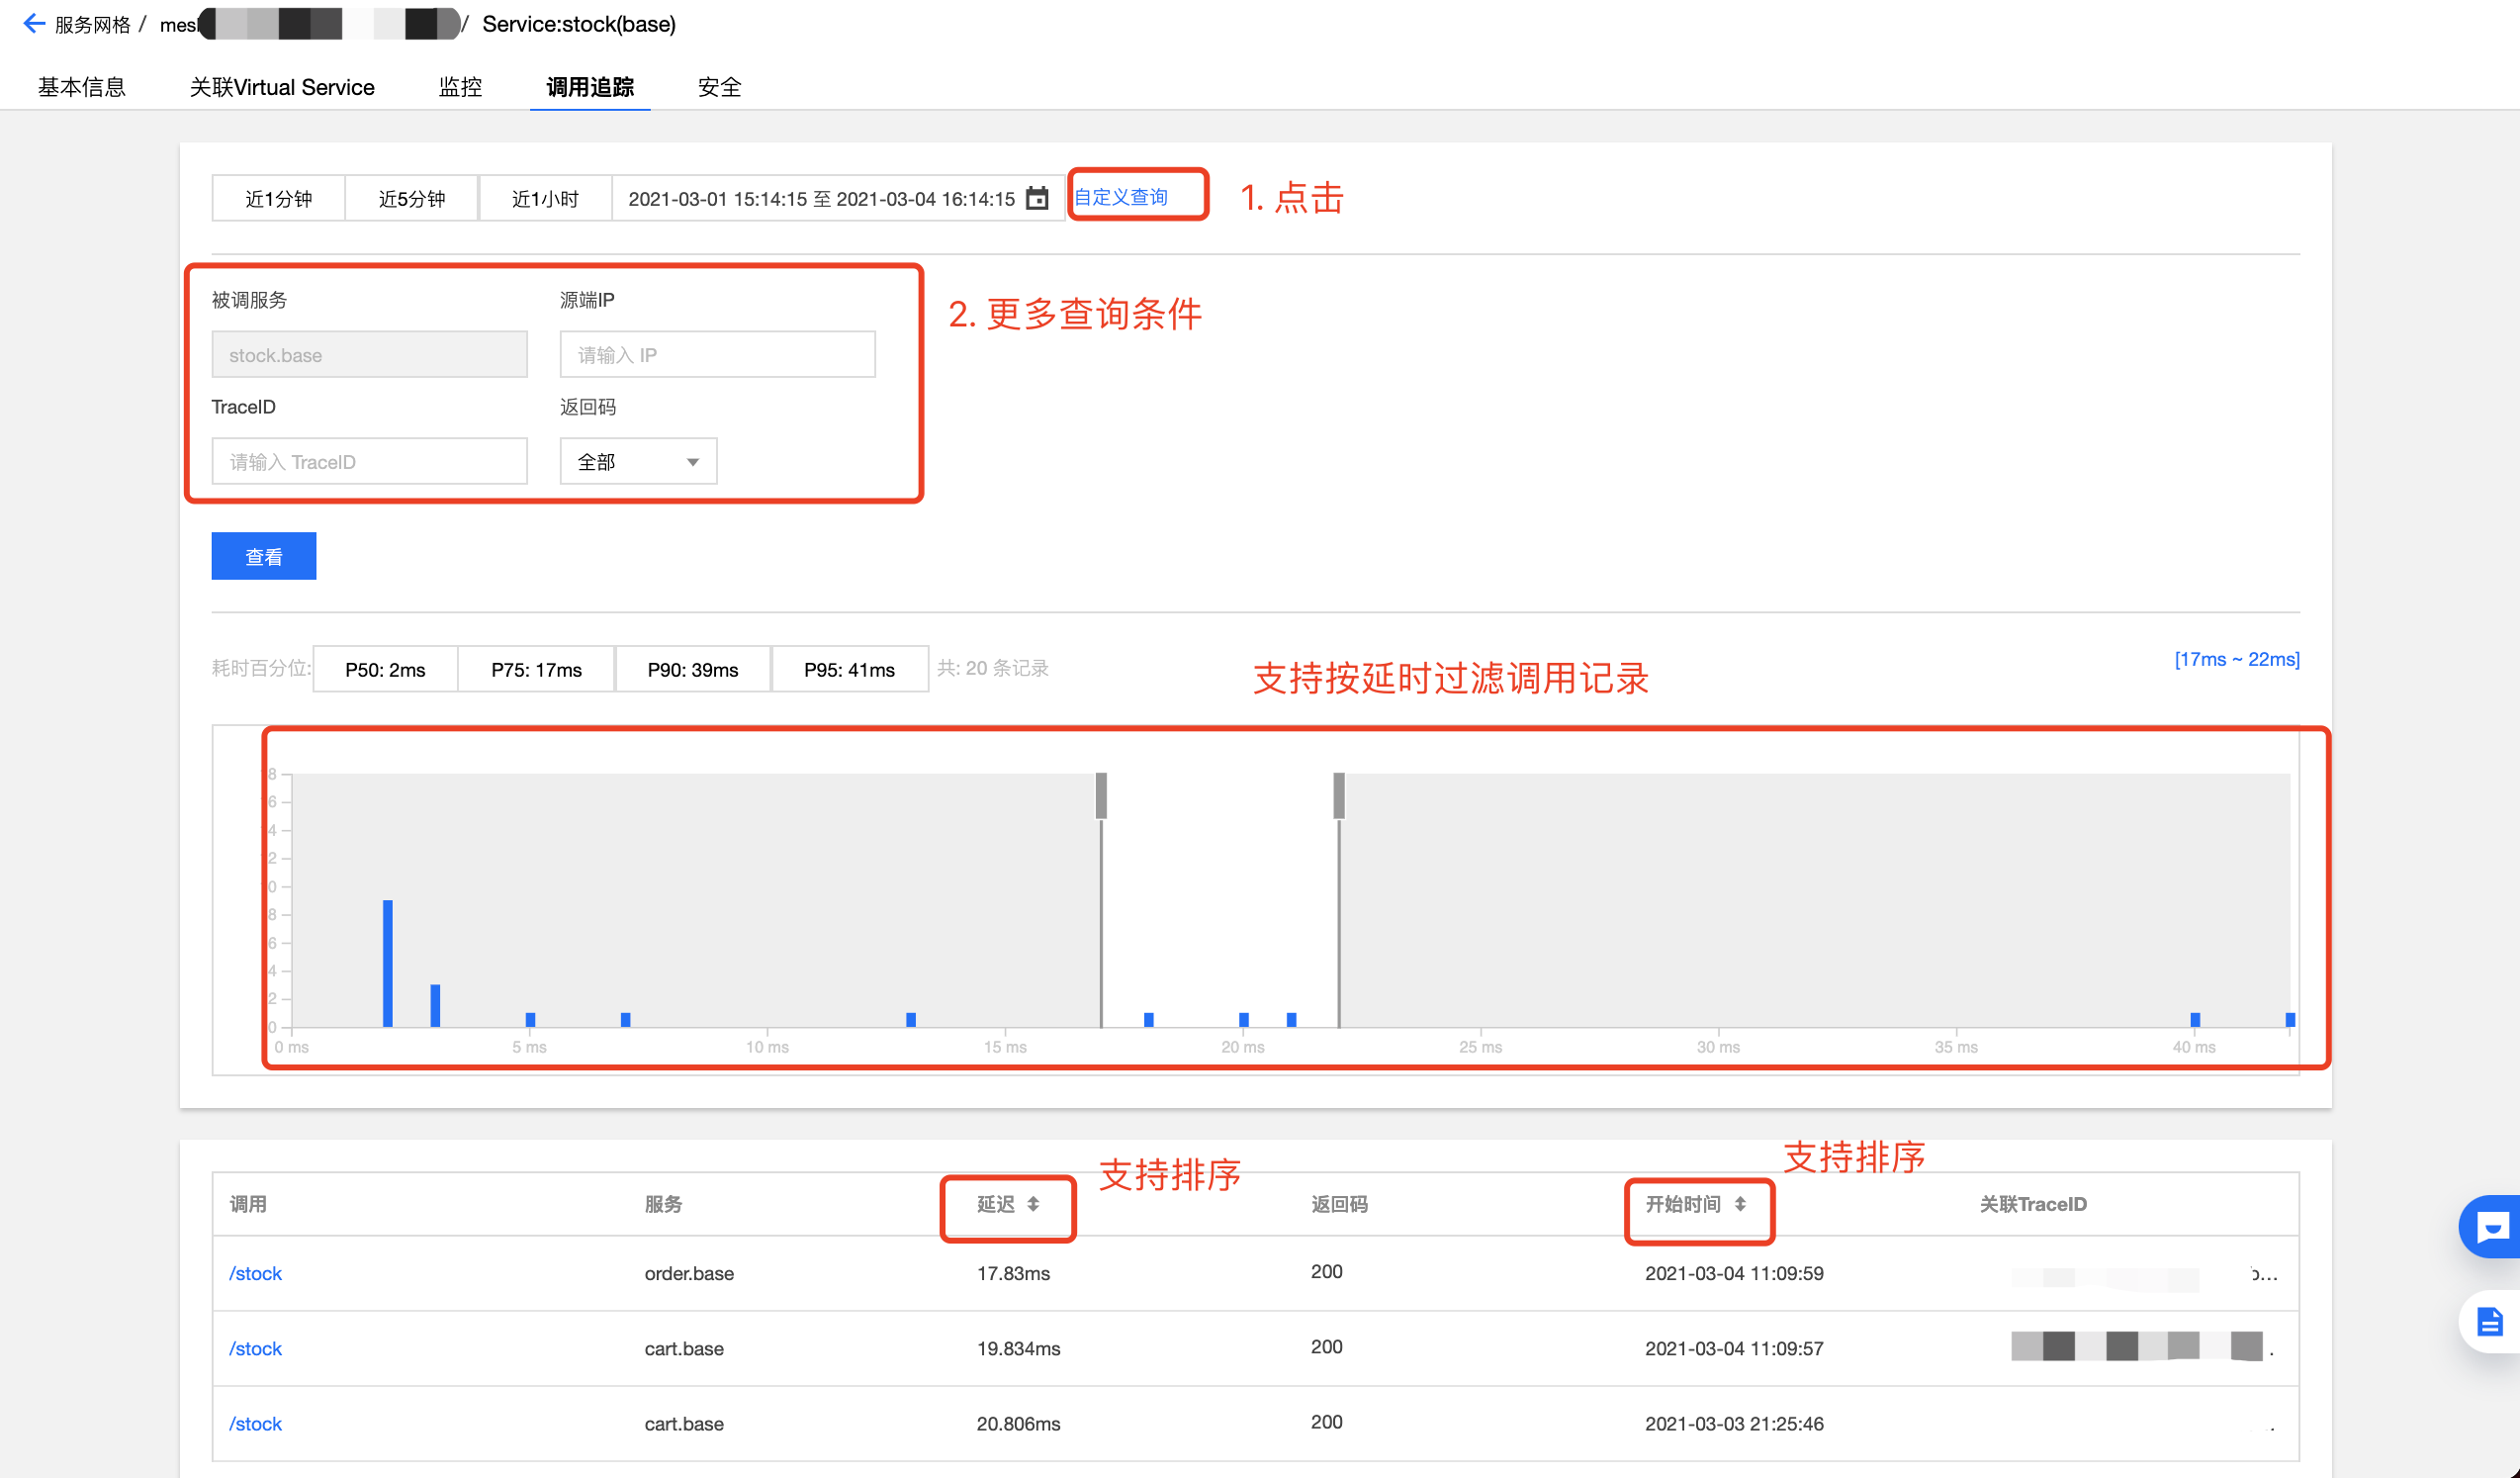 服务网格 / mesh / Service:stock(base)
基本信息 关联Virtual Service 监控 调用追踪 安全
近1分钟 近5分钟 近1小时 2021-03-01 15:14:15 至 2021-03-04 16:14:15 自定义查询 1. 点击
被调服务 源端IP
2. 更多查询条件
stock.base 请输入 IP
TraceID 返回码
请输入 TraceID 全部
查看
耗时百分位: P50: 2ms P75: 17ms P90: 39ms P95: 41ms 共: 20 条记录 支持按延时过滤调用记录 [17ms ~ 22ms]
8
6
4
2
0
8
6
4
2
0
0 ms 5 ms 10 ms 15 ms 20 ms 25 ms 30 ms 35 ms 40 ms
支持排序 支持排序
调用 服务 延迟 返回码 开始时间 关联TraceID
/stock order.base 17.83ms 200 2021-03-04 11:09:59
/stock cart.base 19.834ms 200 2021-03-04 11:09:57
/stock cart.base 20.806ms 200 2021-03-03 21:25:46